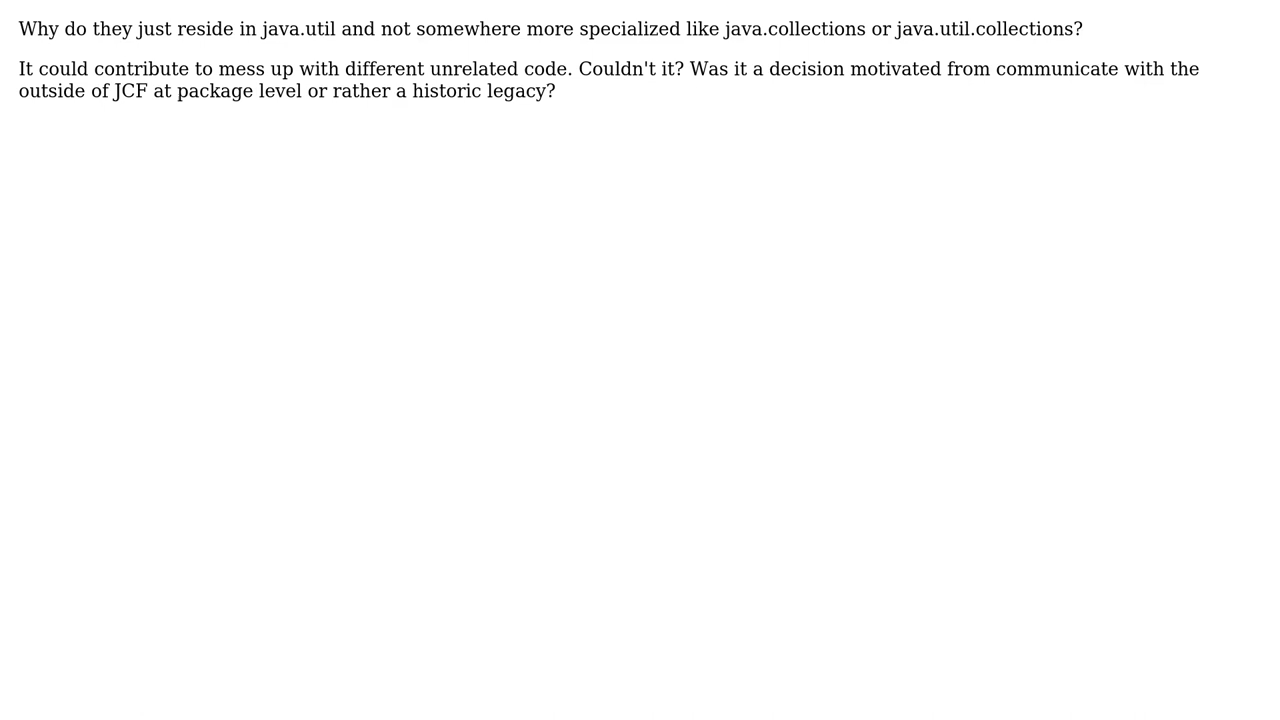 Why do they just reside in java.util and not somewhere more specialized like java.collections or java.util.collections?
It could contribute to mess up with different unrelated code. Couldn't it? Was it a decision motivated from communicate with the
outside of JCF at package level or rather a historic legacy?